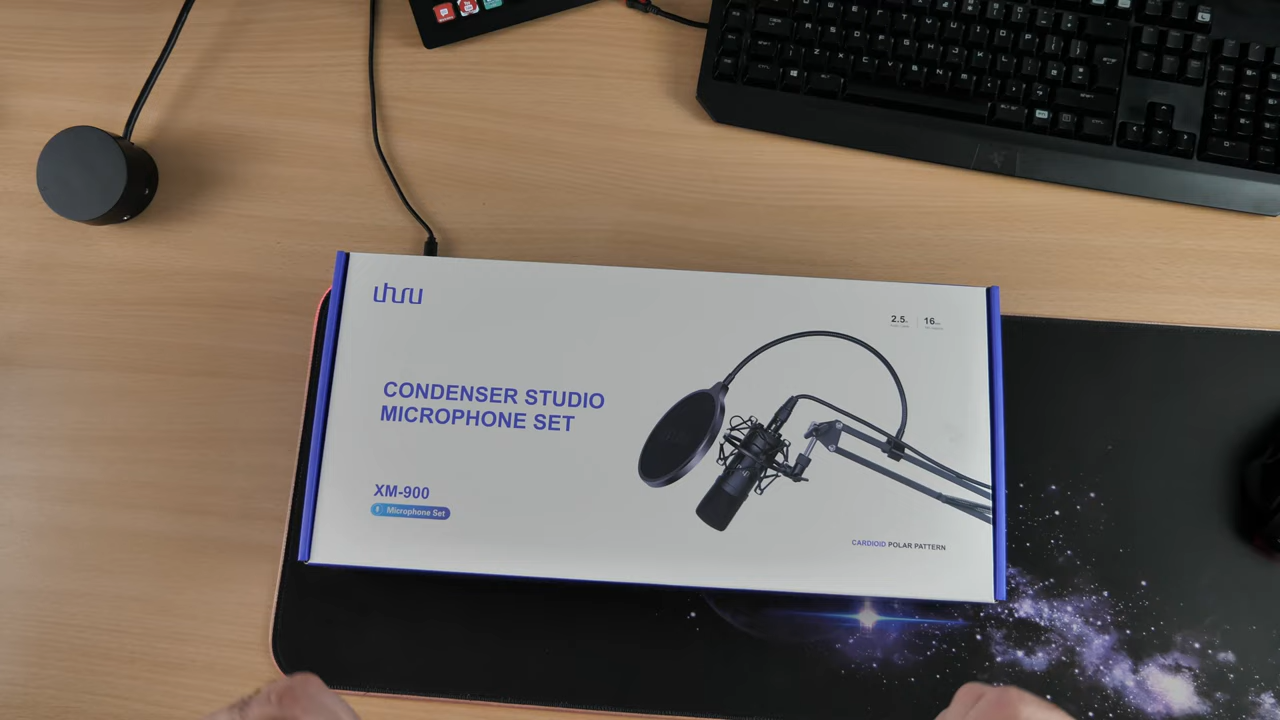 uhuru
2.5.
16
CONDENSER STUDIO
MICROPHONE SET
XM-900
Microphone Set
CARDIOID POLAR PATTERN